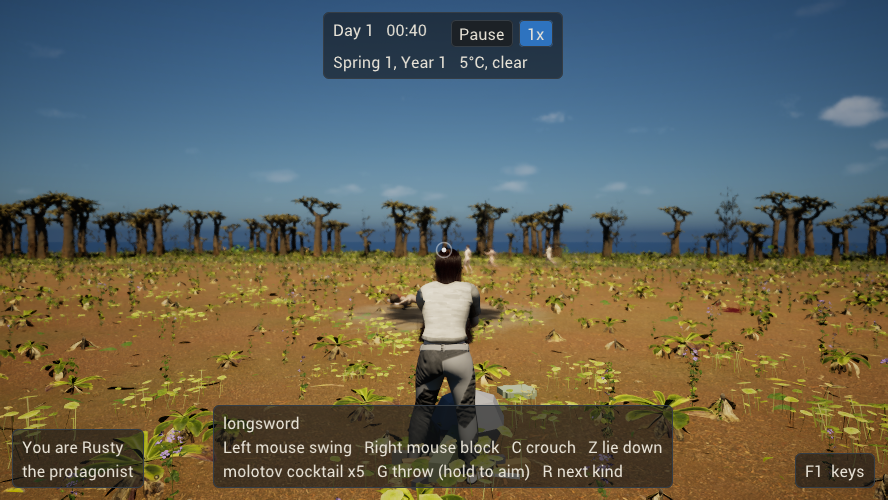 Day 1 00:40 Pause 1x
Spring 1, Year 1 5°C, clear
longsword
Left mouse swing Right mouse block C crouch Z lie down
molotov cocktail x5 G throw (hold to aim) R next kind
You are Rusty
the protagonist
F1 keys